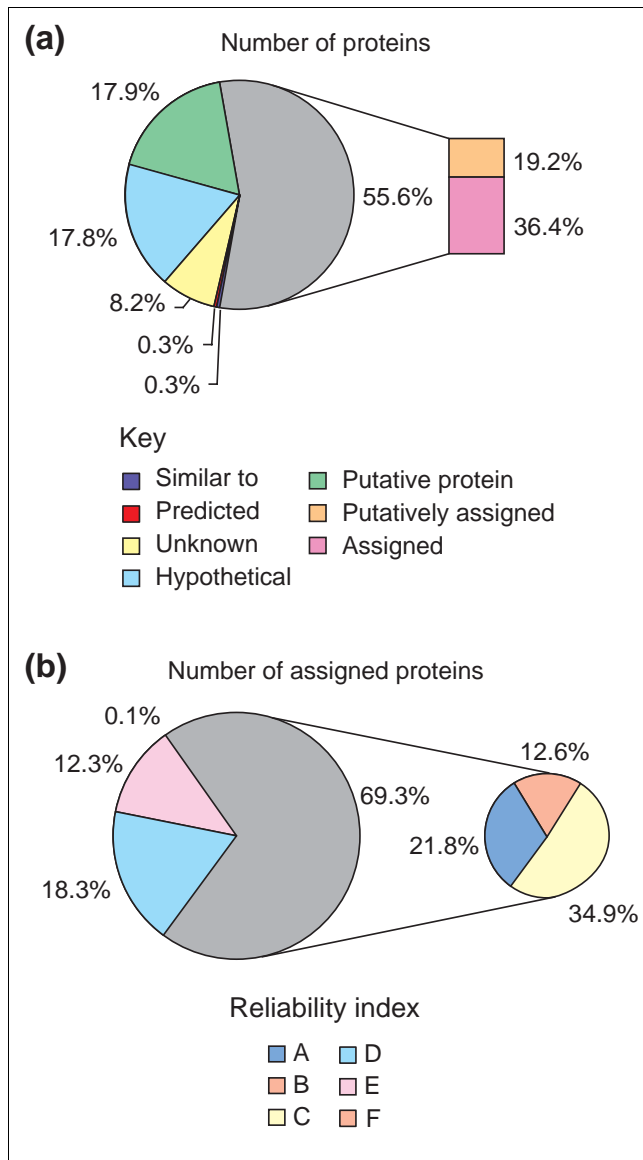 (a)
Number of proteins
17.9%
17.8%
8.2%
0.3%
0.3%
55.6%
19.2%
36.4%
Key
Similar to
Predicted
Unknown
Hypothetical
Putative protein
Putatively assigned
Assigned
(b)
Number of assigned proteins
0.1%
12.3%
18.3%
69.3%
12.6%
21.8%
34.9%
Reliability index
A
B
C
D
E
F